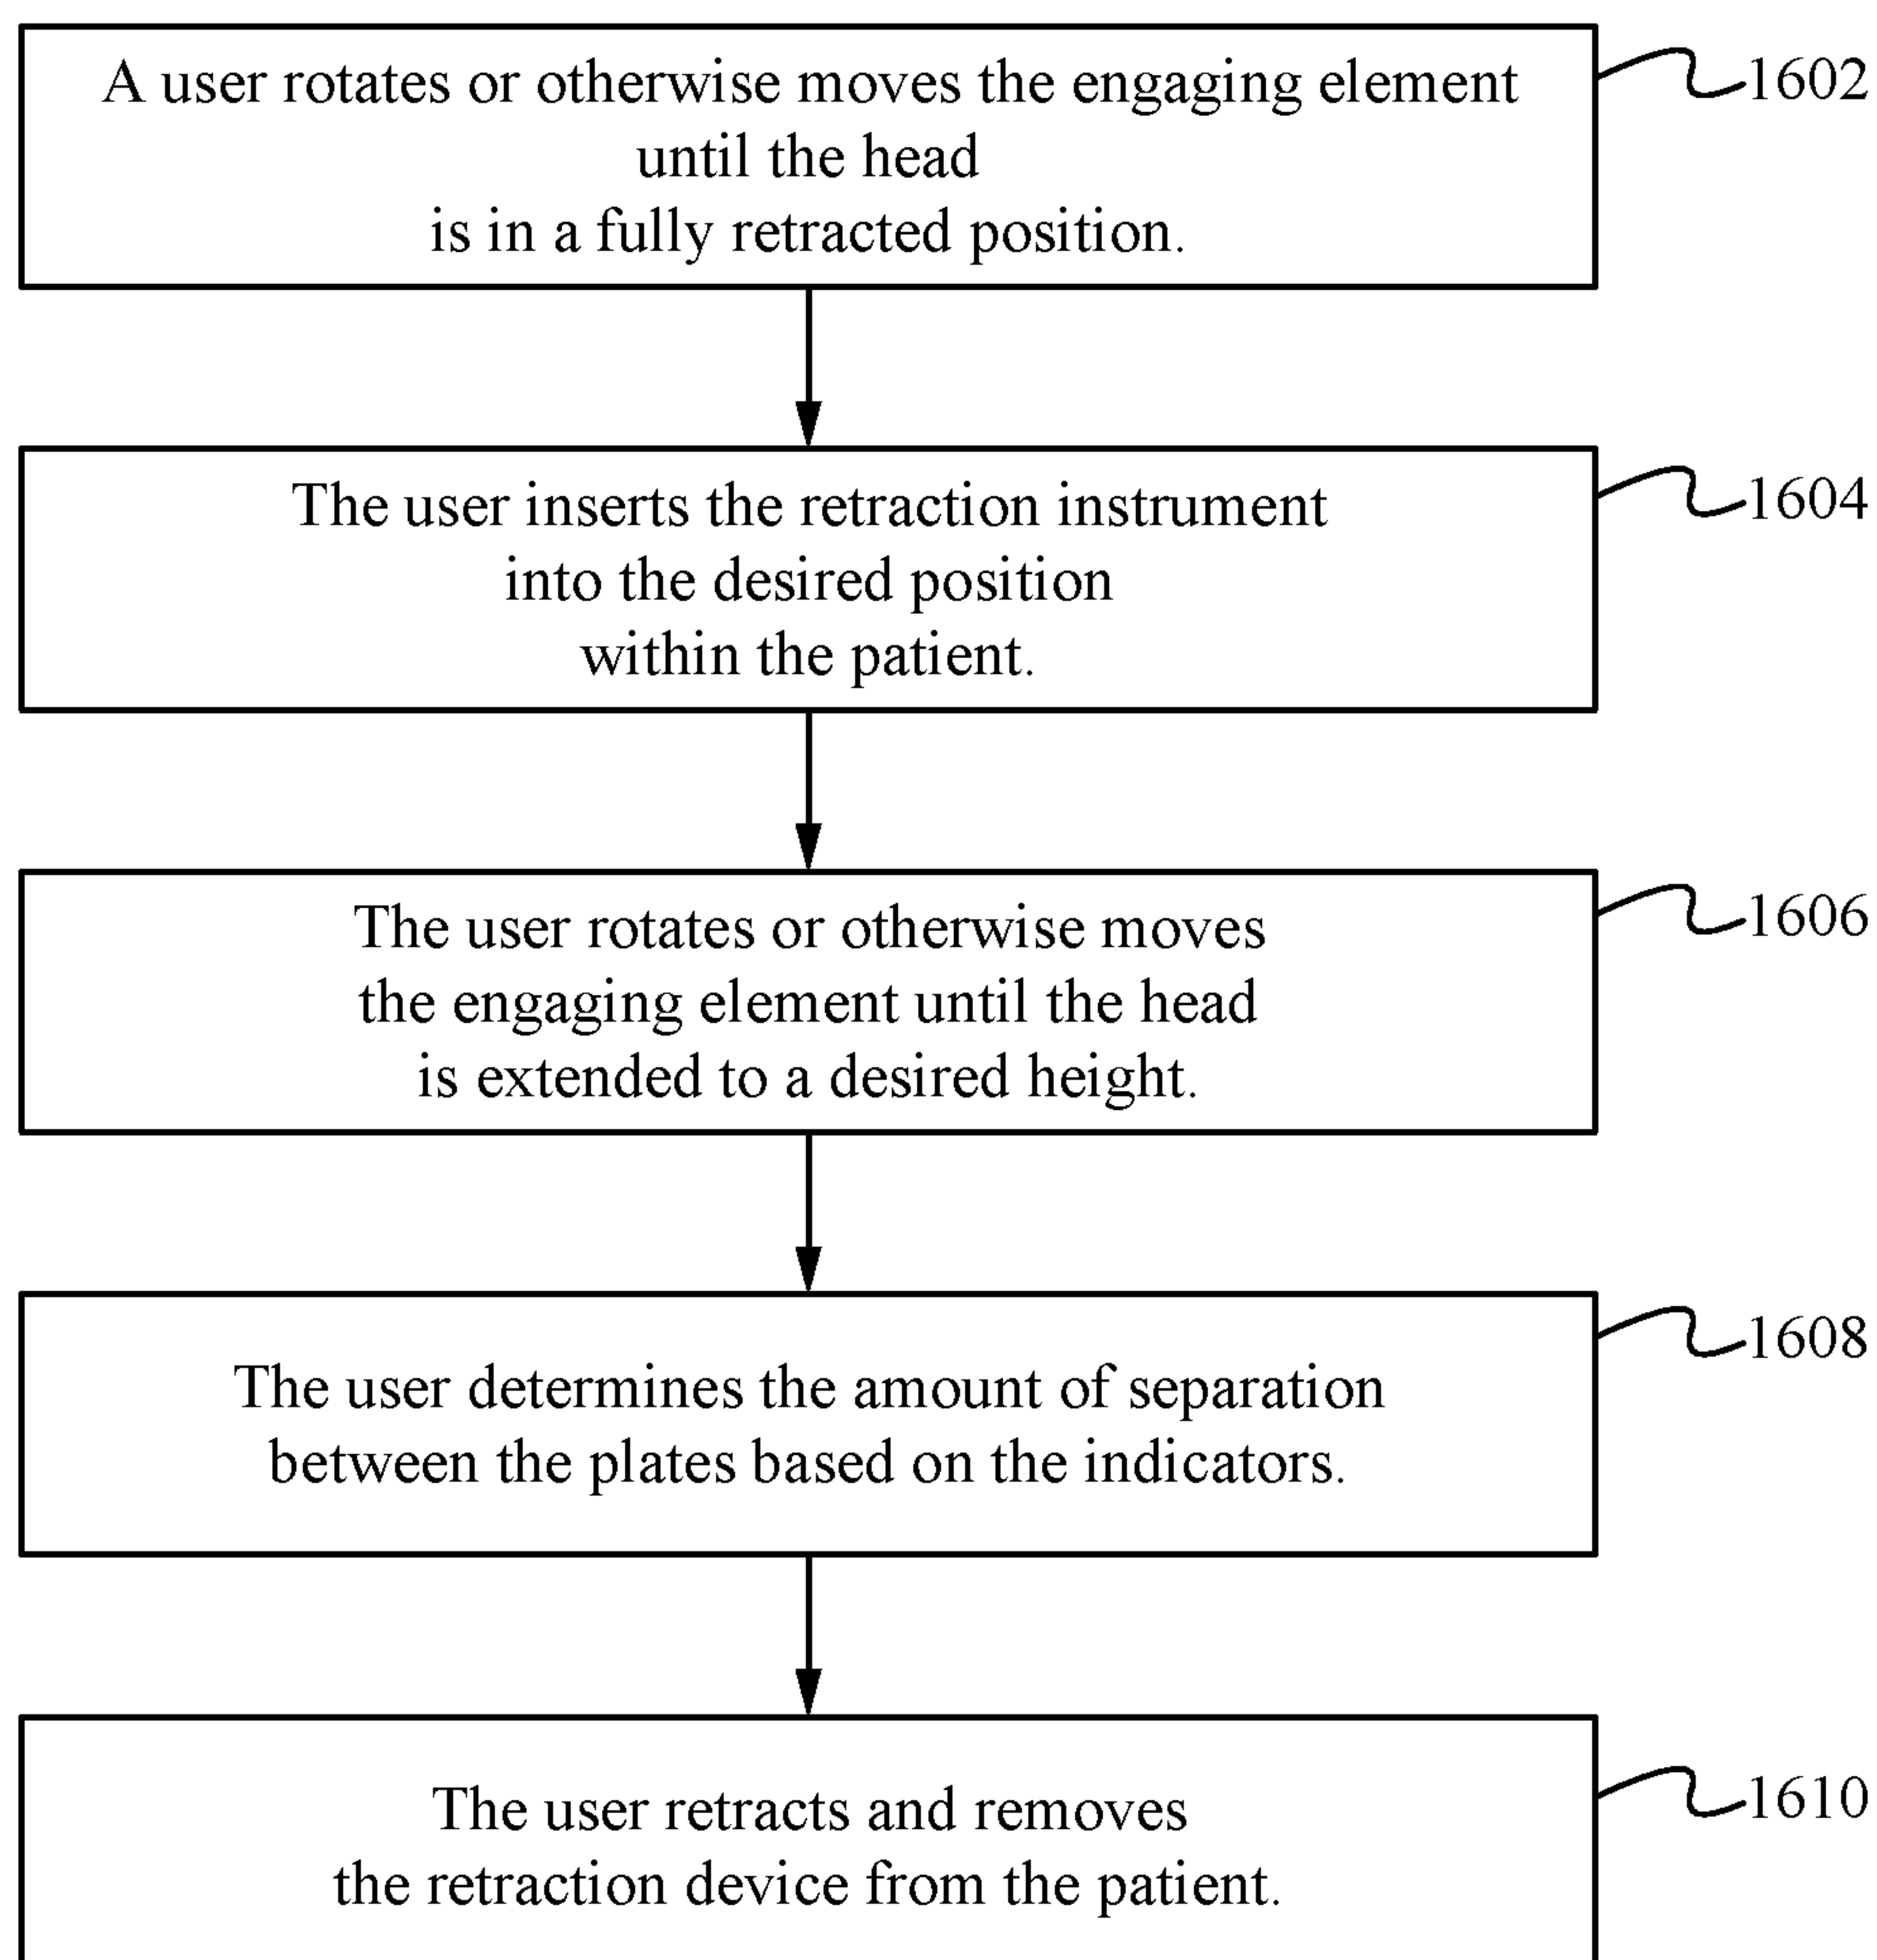 A user rotates or otherwise moves the engaging element
until the head
is in a fully retracted position.
1602
The user inserts the retraction instrument
into the desired position
within the patient.
1604
The user rotates or otherwise moves
the engaging element until the head
is extended to a desired height.
1606
The user determines the amount of separation
between the plates based on the indicators.
1608
The user retracts and removes
the retraction device from the patient.
1610